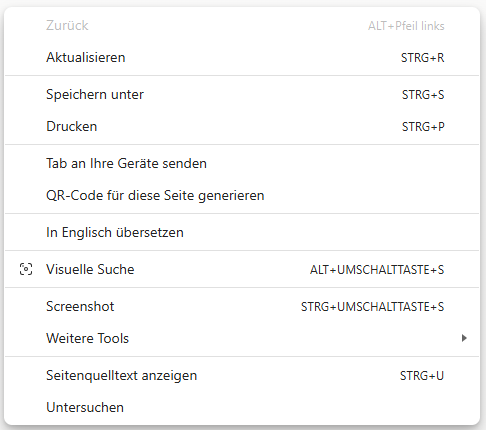 Zurück ALT+Pfeil links
Aktualisieren STRG+R
Speichern unter STRG+S
Drucken STRG+P
Tab an Ihre Geräte senden
QR-Code für diese Seite generieren
In Englisch übersetzen
Visuelle Suche ALT+UMSCHALTTASTE+S
Screenshot STRG+UMSCHALTTASTE+S
Weitere Tools
Seitenquelltext anzeigen STRG+U
Untersuchen